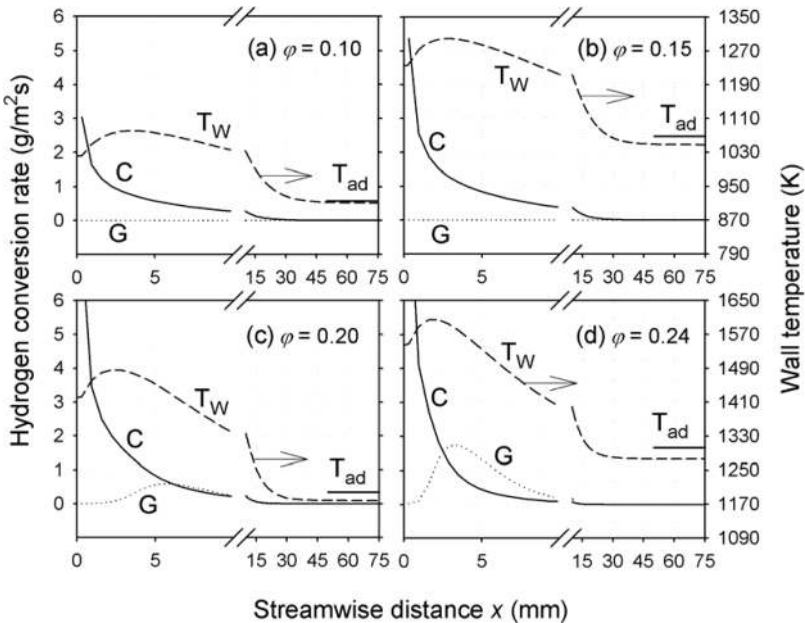 6
5
4
3
2
1
0
(a) φ = 0.10
T_W
C
T_ad
G
0 5 15 30 45 60 75
(b) φ = 0.15
T_W
C
T_ad
G
1350
1290
1190
1110
1030
950
870
790
0 5 15 30 45 60 75
6
5
4
3
2
1
0
(c) φ = 0.20
T_W
C
T_ad
G
0 5 15 30 45 60 75
(d) φ = 0.24
T_W
C
T_ad
G
1650
1570
1490
1410
1330
1250
1170
1090
0 5 15 30 45 60 75
Hydrogen conversion rate (g/m²s)
Wall temperature (K)
Streamwise distance x (mm)